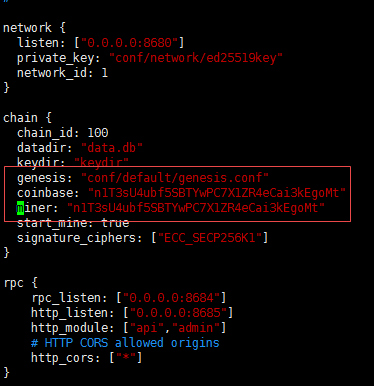 network {
listen: ["0.0.0.0:8680"]
private_key: "conf/network/ed25519key"
network_id: 1
}
chain {
chain_id: 100
datadir: "data.db"
keydir: "keydir"
genesis: "conf/default/genesis.conf"
coinbase: "n1T3sU4ubf5SBTYwPC7X1ZR4eCai3kEgoMt"
miner: "n1T3sU4ubf5SBTYwPC7X1ZR4eCai3kEgoMt"
start_mine: true
signature_ciphers: ["ECC_SECP256K1"]
}
rpc {
rpc_listen: ["0.0.0.0:8684"]
http_listen: ["0.0.0.0:8685"]
http_module: ["api","admin"]
# HTTP CORS allowed origins
http_cors: ["*"]
}